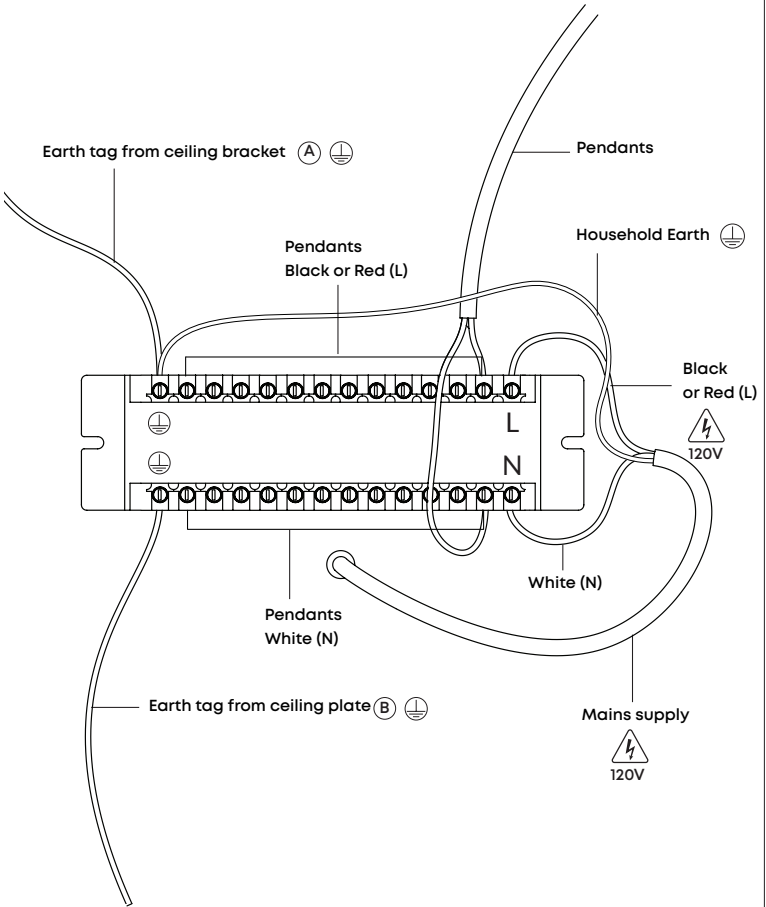 Earth tag from ceiling bracket A
Pendants
Household Earth
Pendants
Black or Red (L)
Black
or Red (L)
120V
L
N
White (N)
Pendants
White (N)
Earth tag from ceiling plate B
Mains supply
120V